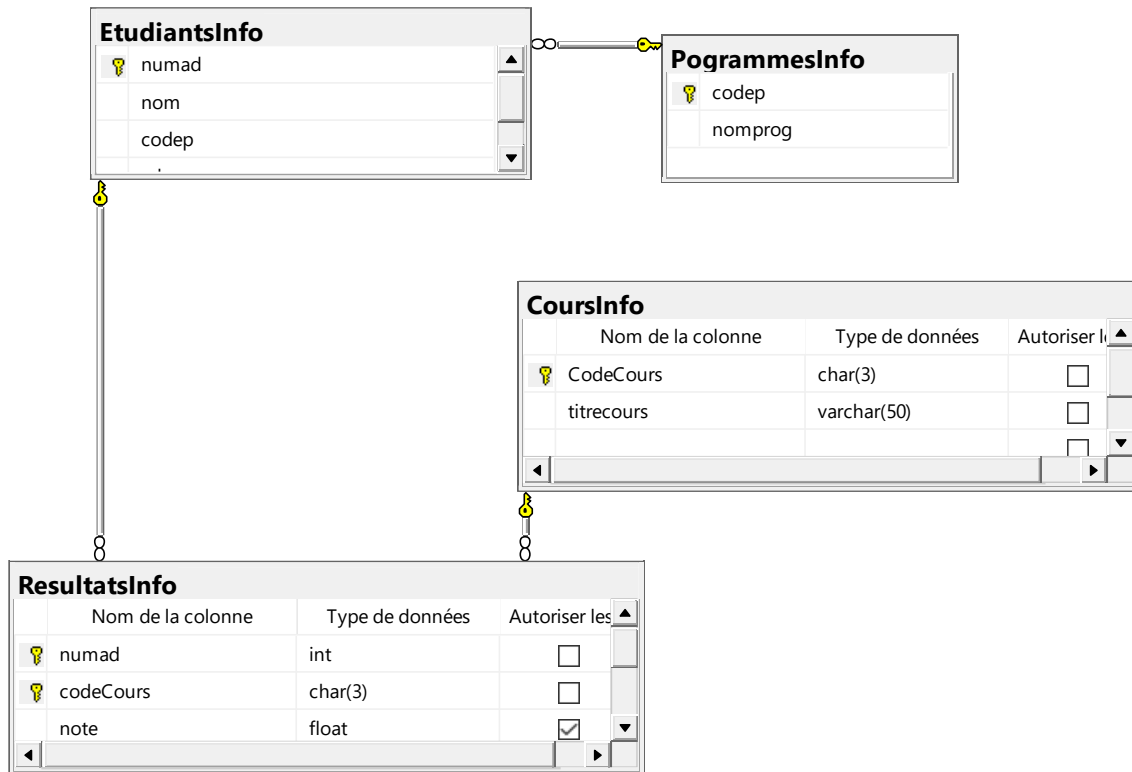 EtudiantsInfo
numad
nom
codep
PogrammesInfo
codep
nomprog
CoursInfo
Nom de la colonne Type de données Autoriser l
CodeCours char(3)
titrecours varchar(50)
ResultatsInfo
Nom de la colonne Type de données Autoriser les
numad int
codeCours char(3)
note float